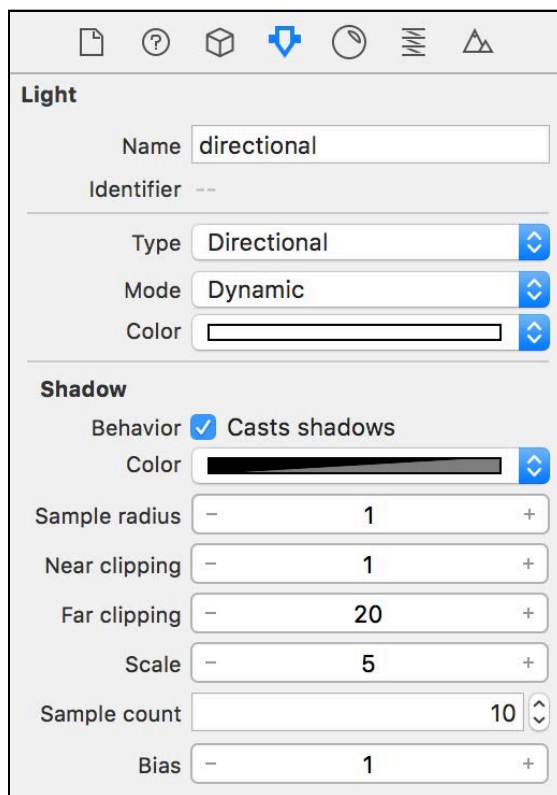 Light
Name directional
Identifier --
Type Directional
Mode Dynamic
Color
Shadow
Behavior Casts shadows
Color
Sample radius - 1 +
Near clipping - 1 +
Far clipping - 20 +
Scale - 5 +
Sample count 10
Bias - 1 +